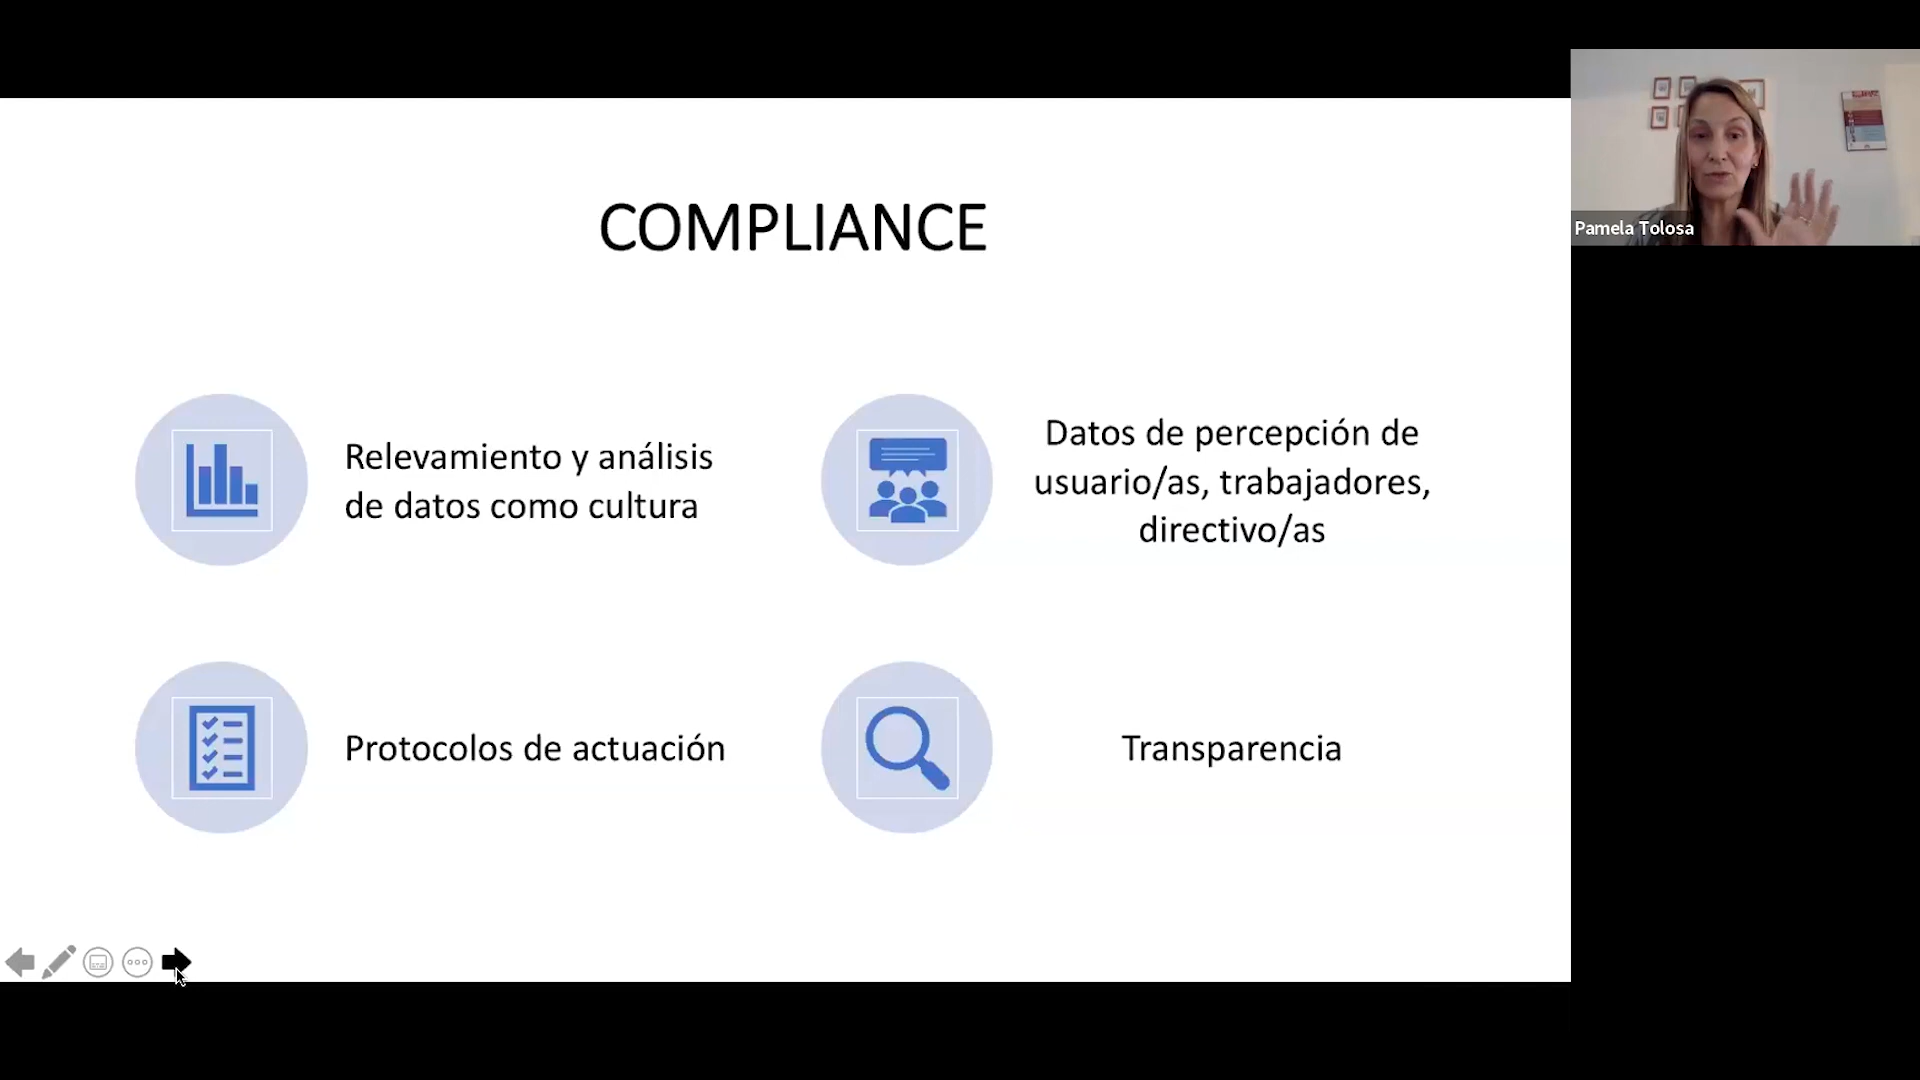 COMPLIANCE
Relevamiento y análisis
de datos como cultura
Datos de percepción de
usuario/as, trabajadores,
directivo/as
Protocolos de actuación
Transparencia
Pamela Tolosa